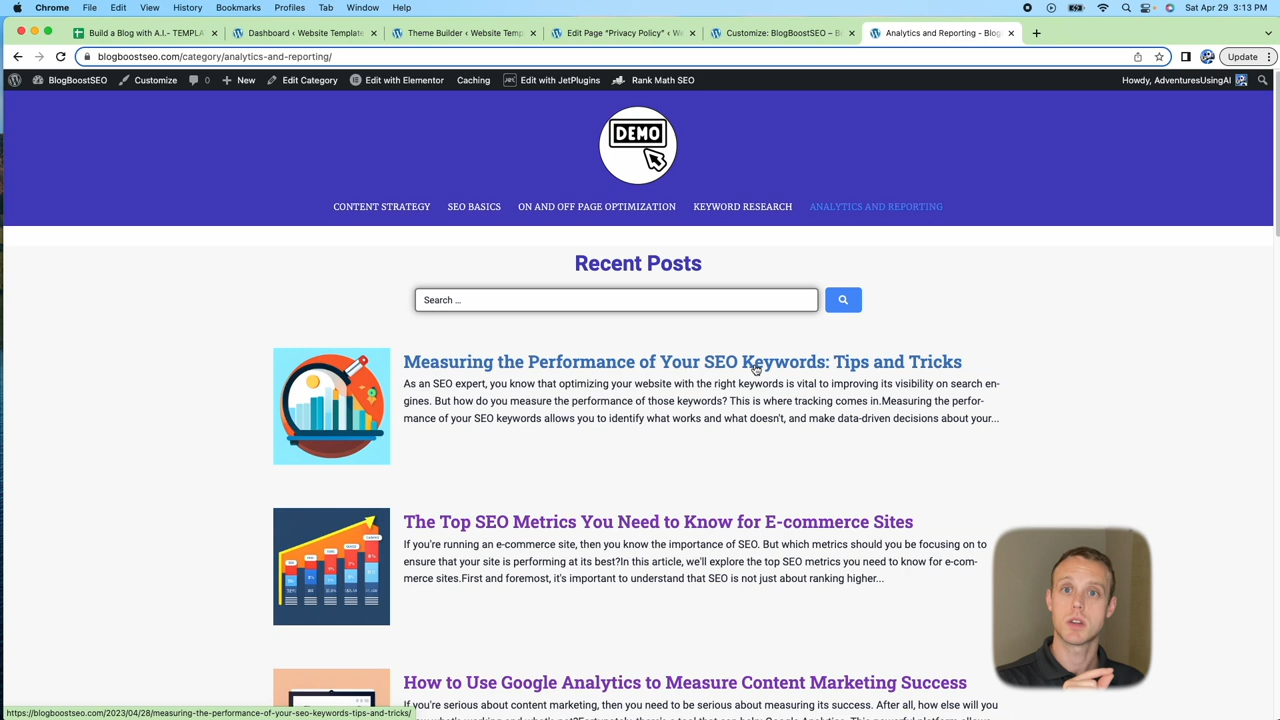 Chrome File Edit View History Bookmarks Profiles Tab Window Help Sat Apr 29 3:13 PM
Build a Blog with A.I.- TEMPLA Dashboard ‹ Website Template Theme Builder ‹ Website Temp Edit Page "Privacy Policy" ‹ W Customize: BlogBoostSEO – B Analytics and Reporting - Blog
blogboostseo.com/category/analytics-and-reporting/ Update
BlogBoostSEO Customize 0 New Edit Category Edit with Elementor Caching Edit with JetPlugins Rank Math SEO Howdy, AdventuresUsingAI
DEMO
CONTENT STRATEGY SEO BASICS ON AND OFF PAGE OPTIMIZATION KEYWORD RESEARCH ANALYTICS AND REPORTING
Recent Posts
Search ...
Measuring the Performance of Your SEO Keywords: Tips and Tricks
As an SEO expert, you know that optimizing your website with the right keywords is vital to improving its visibility on search en-
gines. But how do you measure the performance of those keywords? This is where tracking comes in.Measuring the perfor-
mance of your SEO keywords allows you to identify what works and what doesn't, and make data-driven decisions about your...
The Top SEO Metrics You Need to Know for E-commerce Sites
If you're running an e-commerce site, then you know the importance of SEO. But which metrics should you be focusing on to
ensure that your site is performing at its best?In this article, we'll explore the top SEO metrics you need to know for e-com-
merce sites.First and foremost, it's important to understand that SEO is not just about ranking higher...
How to Use Google Analytics to Measure Content Marketing Success
If you're serious about content marketing, then you need to be serious about measuring its success. After all, how else will you
https://blogboostseo.com/2023/04/28/measuring-the-performance-of-your-seo-keywords-tips-and-tricks/